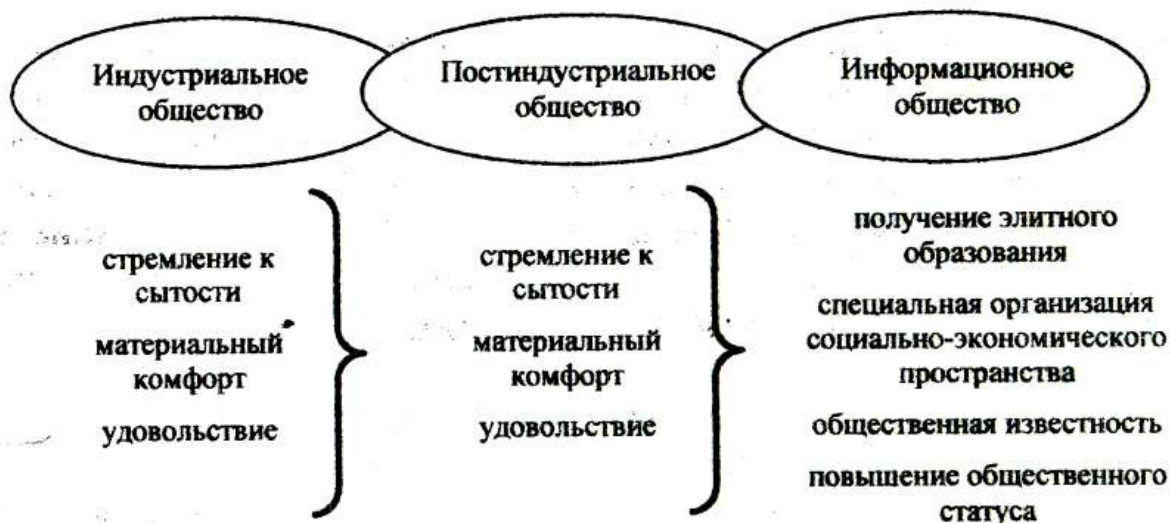 Индустриальное
общество
Постиндустриальное
общество
Информационное
общество
стремление к
сытости
материальный
комфорт
удовольствие
стремление к
сытости
материальный
комфорт
удовольствие
получение элитного
образования
специальная организация
социально-экономического
пространства
общественная известность
повышение общественного
статуса